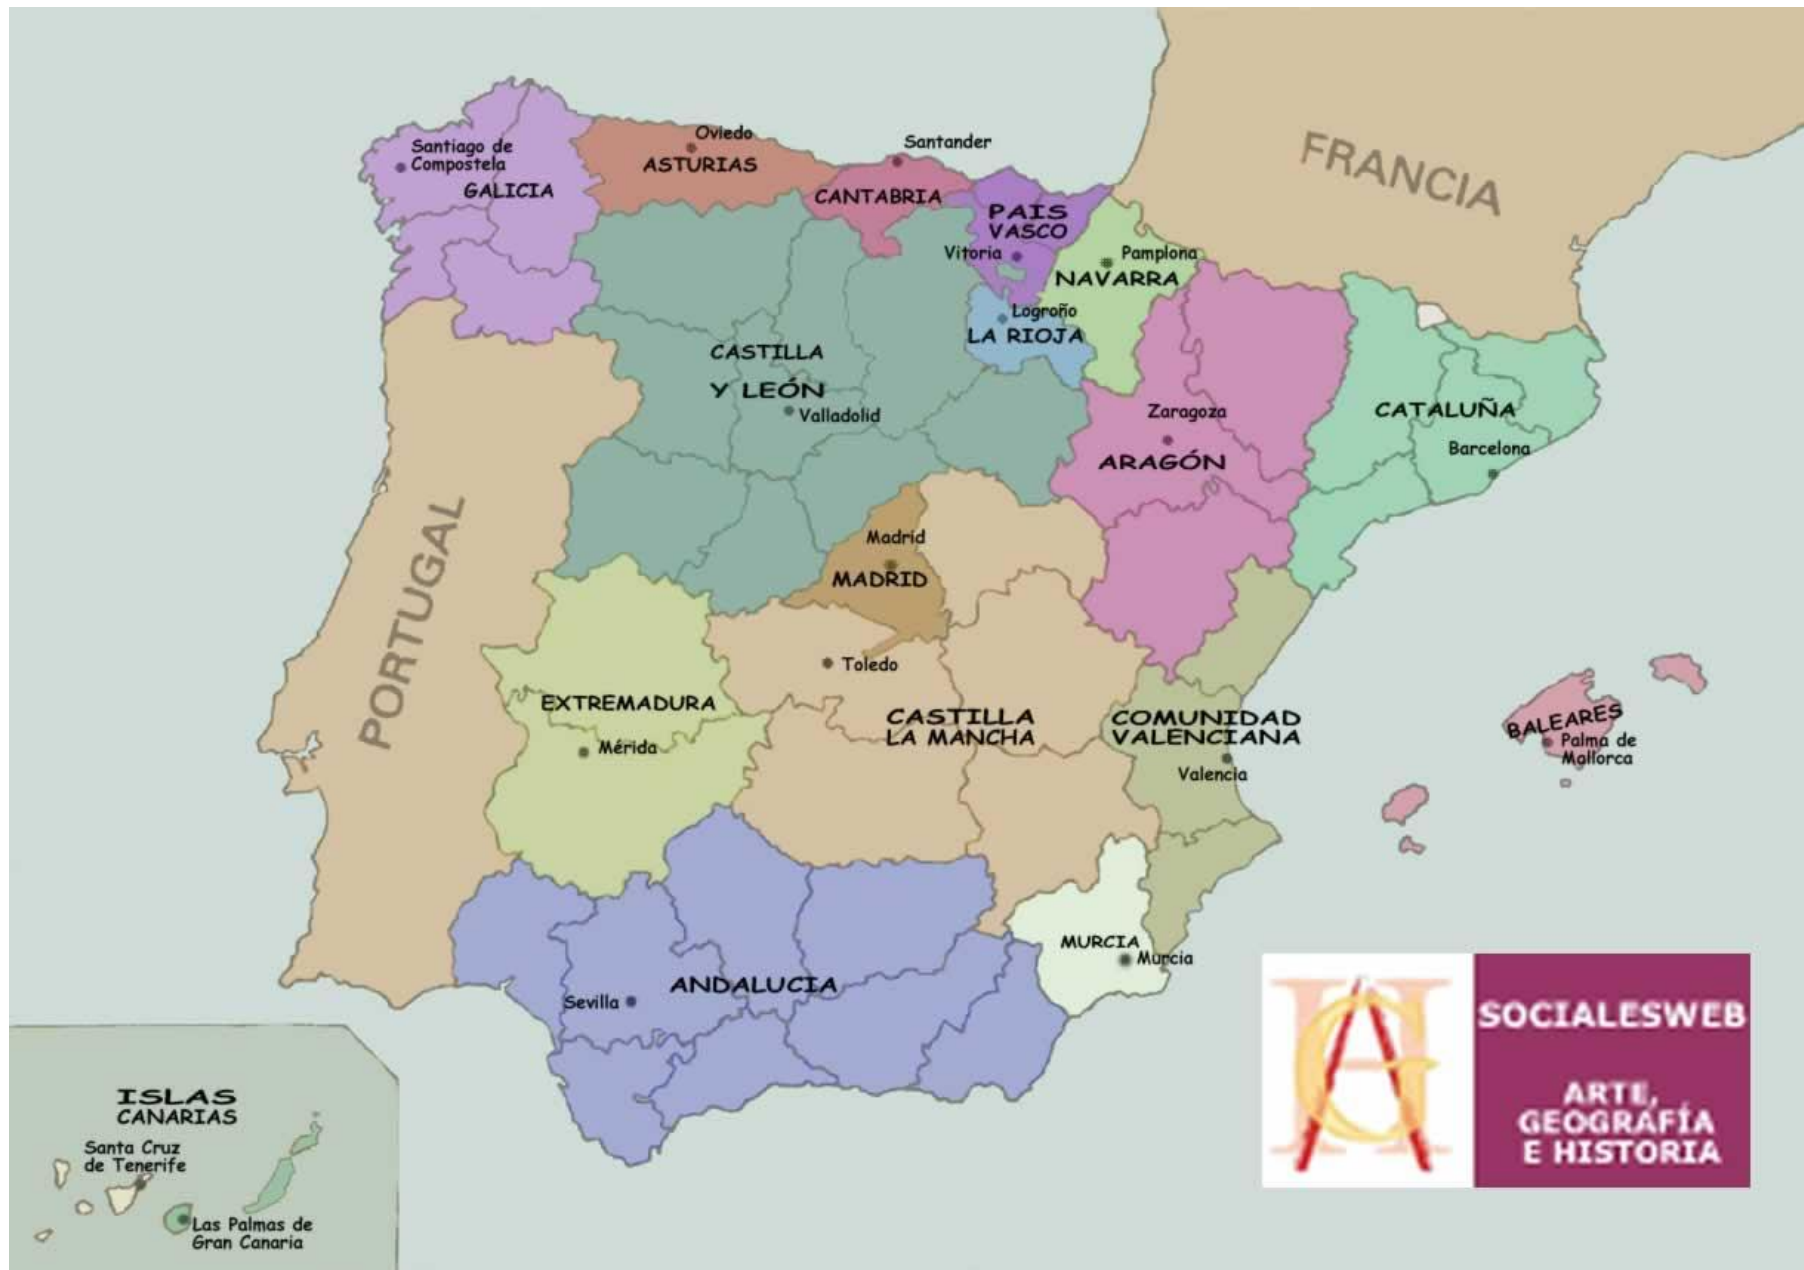 FRANCIA
Oviedo
Santander
Santiago de
Compostela
ASTURIAS
GALICIA
CANTABRIA
PAIS
VASCO
Vitoria
Pamplona
NAVARRA
Logroño
LA RIOJA
CASTILLA
Y LEÓN
Valladolid
Zaragoza
ARAGÓN
CATALUÑA
Barcelona
PORTUGAL
Madrid
MADRID
Toledo
EXTREMADURA
Mérida
CASTILLA
LA MANCHA
COMUNIDAD
VALENCIANA
Valencia
BALEARES
Palma de
Mallorca
MURCIA
Murcia
ANDALUCIA
Sevilla
ISLAS
CANARIAS
Santa Cruz
de Tenerife
Las Palmas de
Gran Canaria
HGA
SOCIALESWEB
ARTE,
GEOGRAFÍA
E HISTORIA